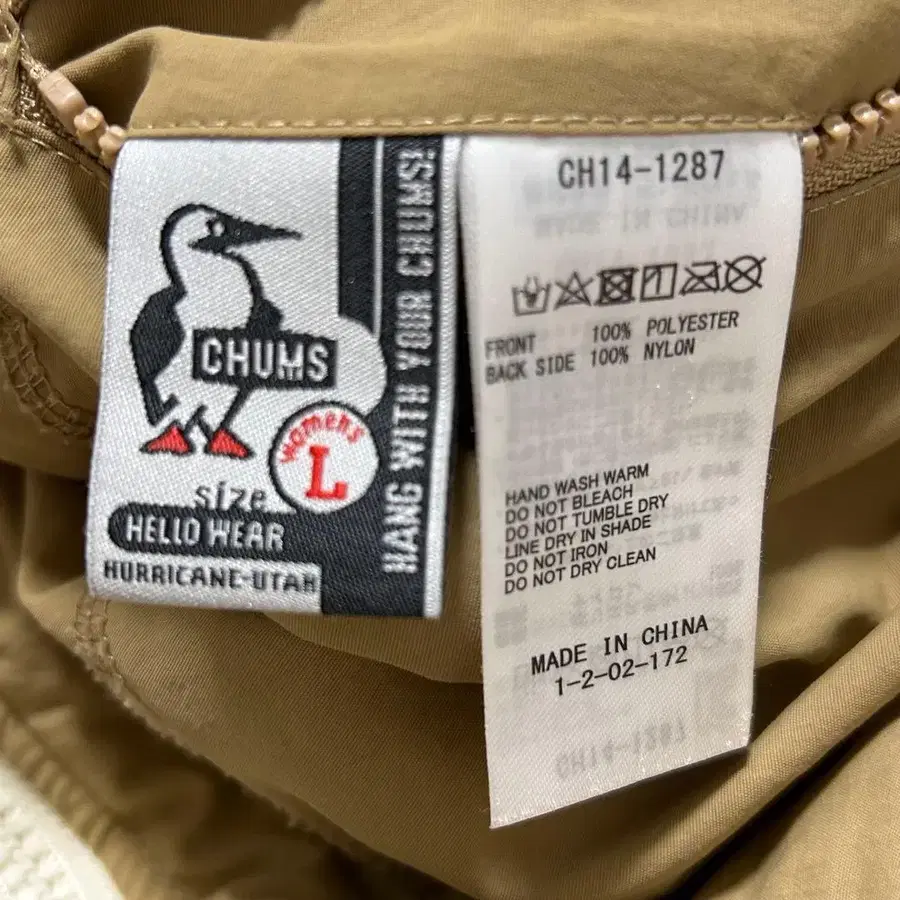 CHUMS
women's
L
size
HELLO WEAR
HURRICANE-UTAH
HANG WITH YOUR CHUMS!
CH14-1287
FRONT 100% POLYESTER
BACK SIDE 100% NYLON
HAND WASH WARM
DO NOT BLEACH
DO NOT TUMBLE DRY
LINE DRY IN SHADE
DO NOT IRON
DO NOT DRY CLEAN
MADE IN CHINA
1-2-02-172